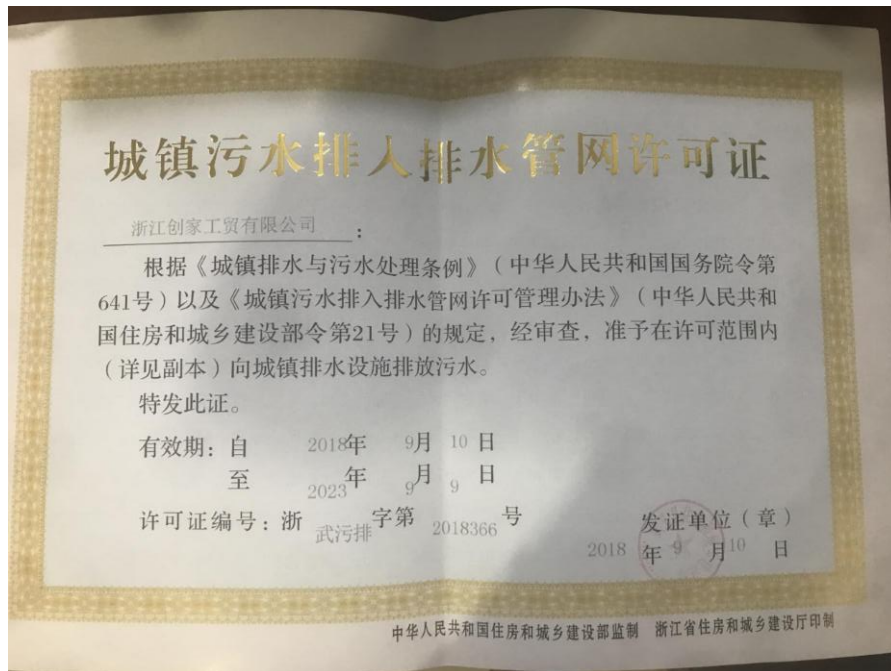 城镇污水排入排水管网许可证
浙江创家工贸有限公司：
根据《城镇排水与污水处理条例》（中华人民共和国国务院令第
641号）以及《城镇污水排入排水管网许可管理办法》（中华人民共和
国住房和城乡建设部令第21号）的规定，经审查，准予在许可范围内
（详见副本）向城镇排水设施排放污水。
特发此证。
有效期：自 2018年 9月 10 日
至 2023年 9月 9 日
许可证编号：浙 武污排 字第 2018366 号
发证单位（章）
2018 年 9 月 10 日
中华人民共和国住房和城乡建设部监制 浙江省住房和城乡建设厅印制